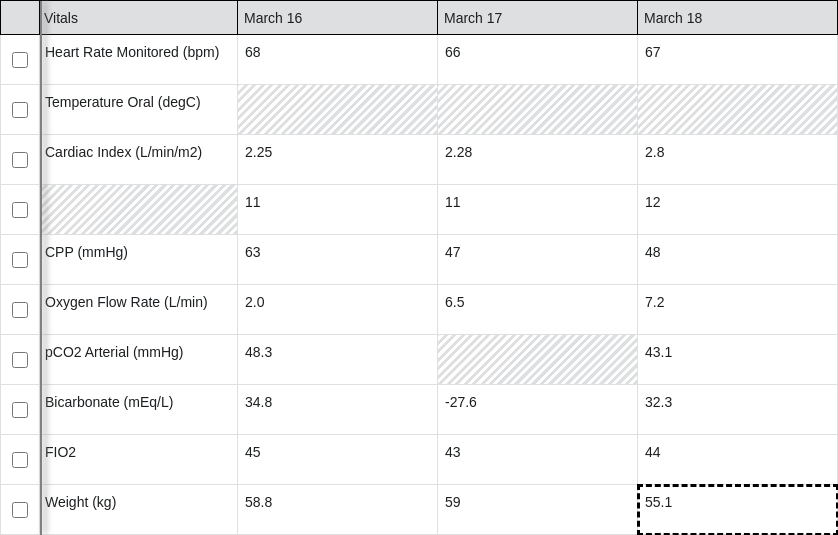 Vitals March 16 March 17 March 18
Heart Rate Monitored (bpm) 68 66 67
Temperature Oral (degC)
Cardiac Index (L/min/m2) 2.25 2.28 2.8
11 11 12
CPP (mmHg) 63 47 48
Oxygen Flow Rate (L/min) 2.0 6.5 7.2
pCO2 Arterial (mmHg) 48.3 43.1
Bicarbonate (mEq/L) 34.8 -27.6 32.3
FIO2 45 43 44
Weight (kg) 58.8 59 55.1